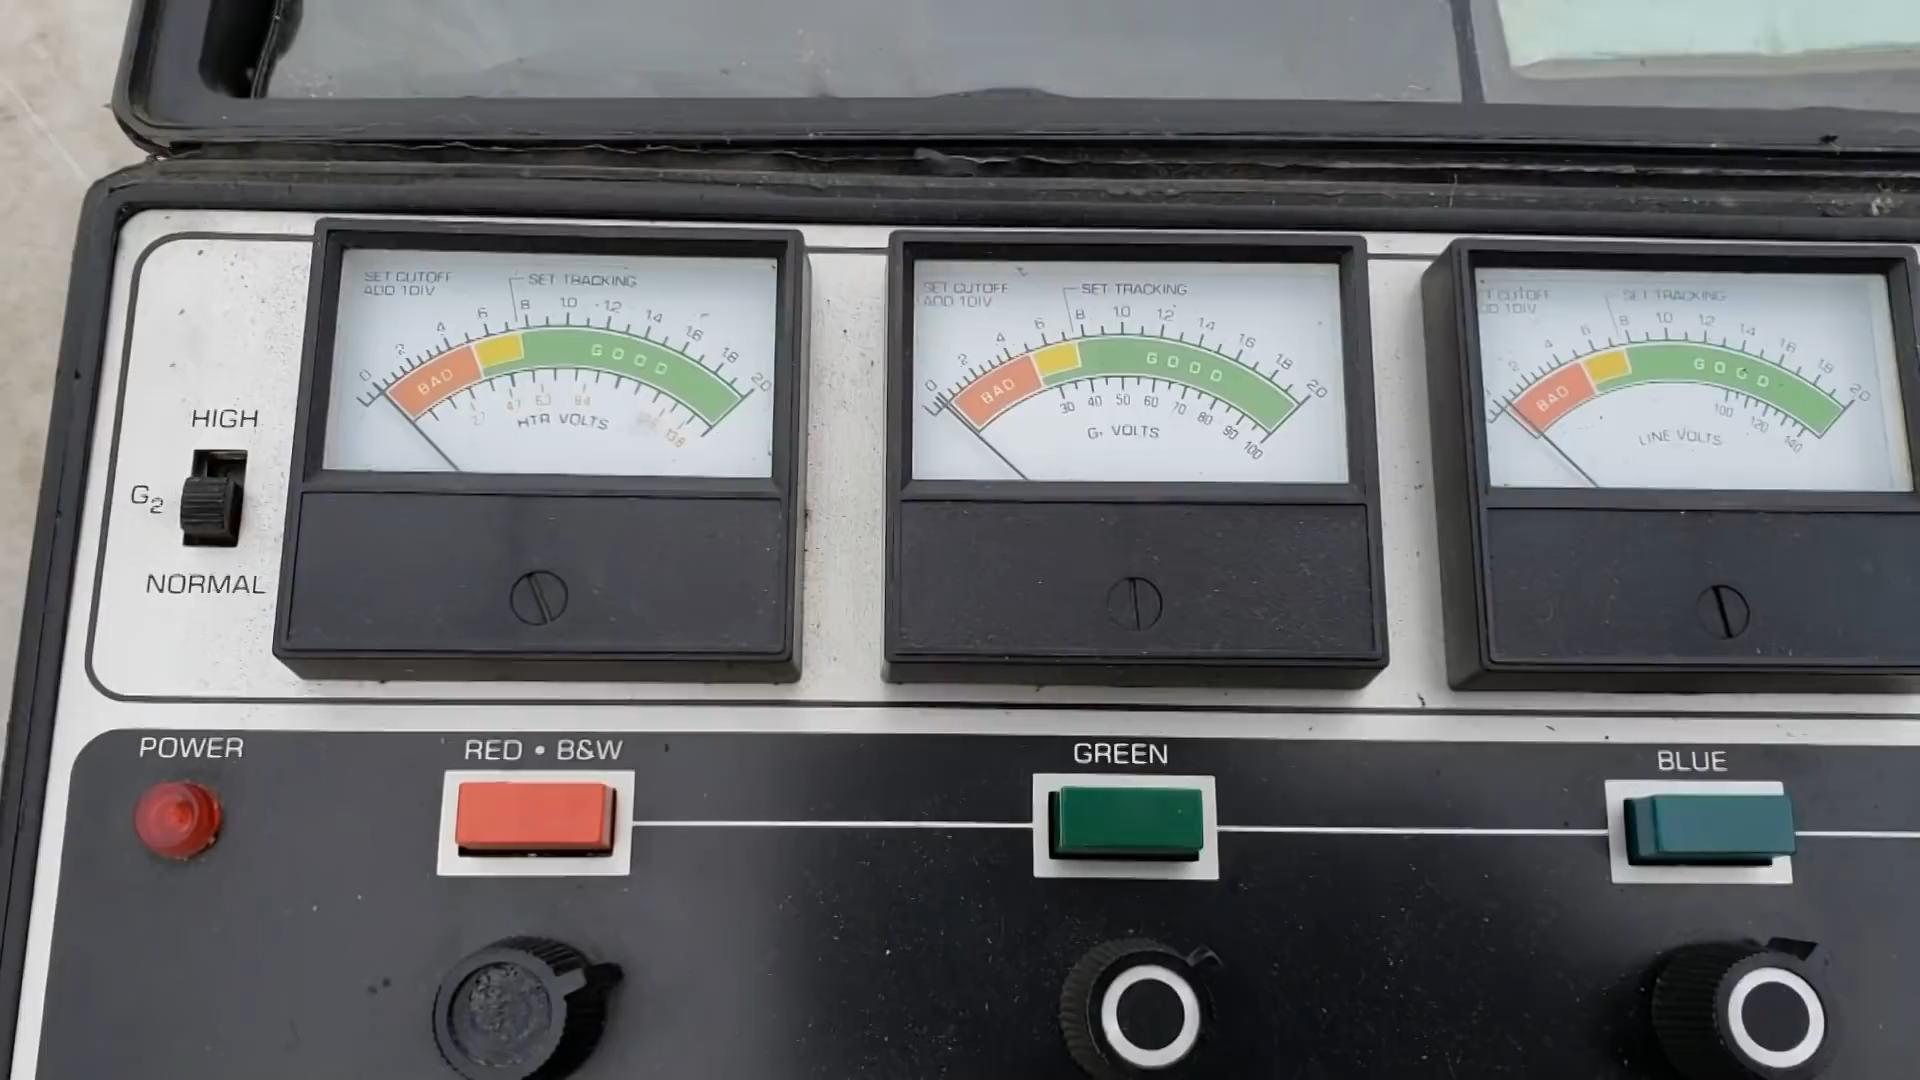 SET CUTOFF
ADD 1DIV
SET TRACKING
0 2 4 6 8 1.0 1.2 1.4 1.6 1.8 2.0
BAD GOOD
HTR VOLTS
SET CUTOFF
ADD 1DIV
SET TRACKING
0 2 4 6 8 1.0 1.2 1.4 1.6 1.8 2.0
BAD GOOD
30 40 50 60 70 80 90 100
G1 VOLTS
T CUTOFF
DD 1DIV
SET TRACKING
2 4 6 8 1.0 1.2 1.4 1.6 1.8 2.0
BAD GOOD
100 120 140
LINE VOLTS
HIGH
G2
NORMAL
POWER
RED • B&W
GREEN
BLUE